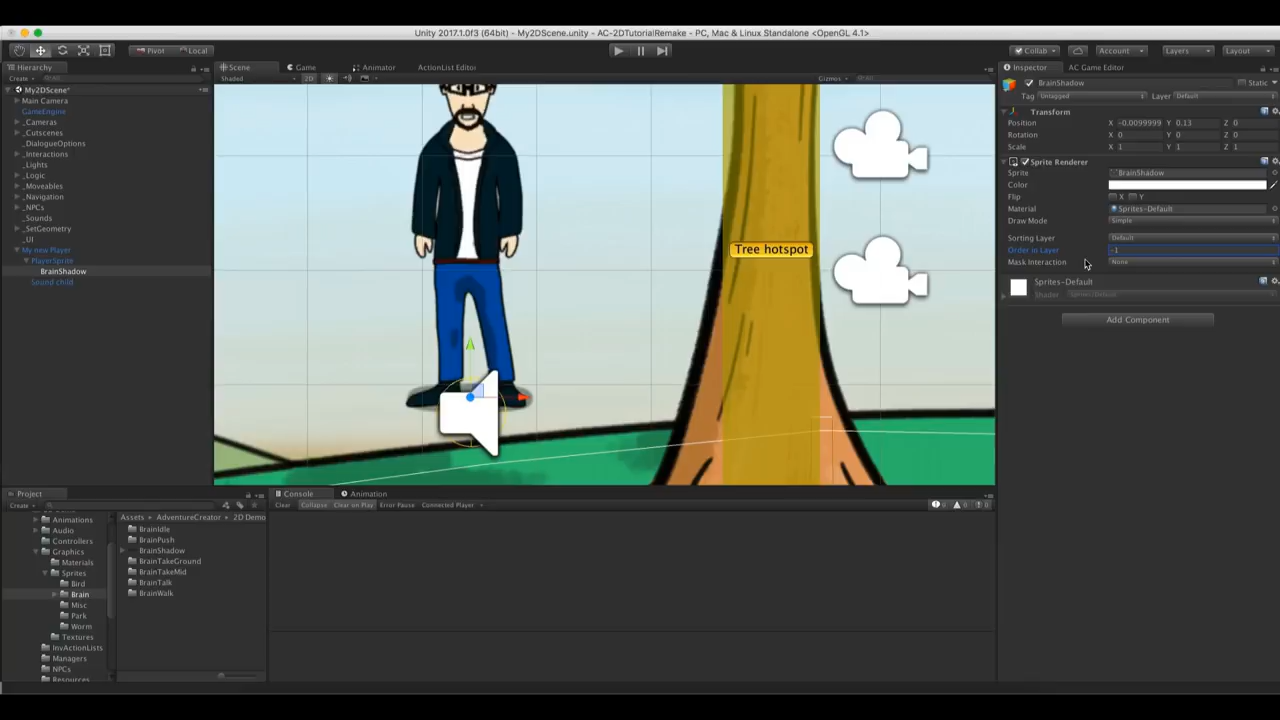 Unity 2017.1.0f3 (64bit) - My2DScene.unity - AC-2DTutorialRemake - PC, Mac & Linux Standalone <OpenGL 4.1>
Pivot Local Collab Account Layers Layout
Hierarchy
Create
My2DScene*
Main Camera
GameEngine
_Cameras
_Cutscenes
_DialogueOptions
_Interactions
_Lights
_Logic
_Moveables
_Navigation
_NPCs
_Sounds
_SetGeometry
_UI
My new Player
PlayerSprite
BrainShadow
Sound child
Scene Game Animator ActionList Editor
Shaded 2D Gizmos
Tree hotspot
Inspector AC Game Editor
BrainShadow Static
Tag Untagged Layer Default
Transform
Position X -0.0099999 Y 0.13 Z 0
Rotation X 0 Y 0 Z 0
Scale X 1 Y 1 Z 1
Sprite Renderer
Sprite BrainShadow
Color
Flip X Y
Material Sprites-Default
Draw Mode Simple
Sorting Layer Default
Order in Layer -1
Mask Interaction None
Sprites-Default
Shader Sprites/Default
Add Component
Project
Create
Animations
Audio
Controllers
Graphics
Materials
Sprites
Bird
Brain
Misc
Park
Worm
Textures
InvActionLists
Managers
NPCs
Resources
Assets AdventureCreator 2D Demo
BrainIdle
BrainPush
BrainShadow
BrainTakeGround
BrainTakeMid
BrainTalk
BrainWalk
Console Animation
Clear Collapse Clear on Play Error Pause Connected Player 0 0 0